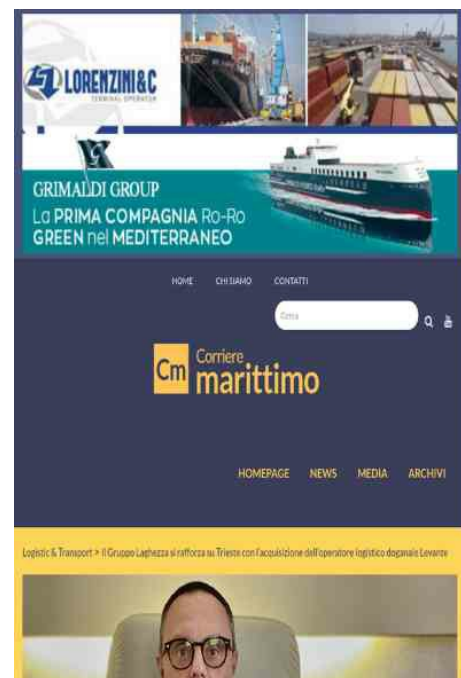 LORENZINI&C
TERMINAL OPERATOR
GRIMALDI GROUP
La PRIMA COMPAGNIA Ro-Ro
GREEN nel MEDITERRANEO
HOME CHI SIAMO CONTATTI
Cerca
Cm Corriere
marittimo
HOMEPAGE NEWS MEDIA ARCHIVI
Logistic & Transport > Il Gruppo Laghezza si rafforza su Trieste con l'acquisizione dell'operatore logistico doganale Levante